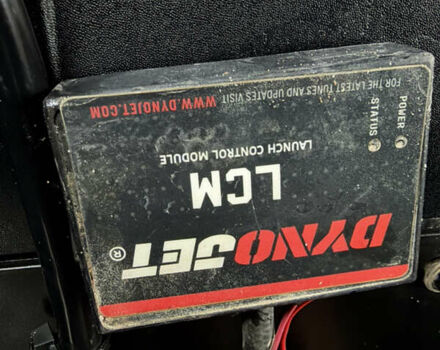 DYNOJET®
LCM
LAUNCH CONTROL MODULE
POWER
STATUS
FOR THE LATEST TUNES AND UPDATES VISIT: WWW.DYNOJET.COM